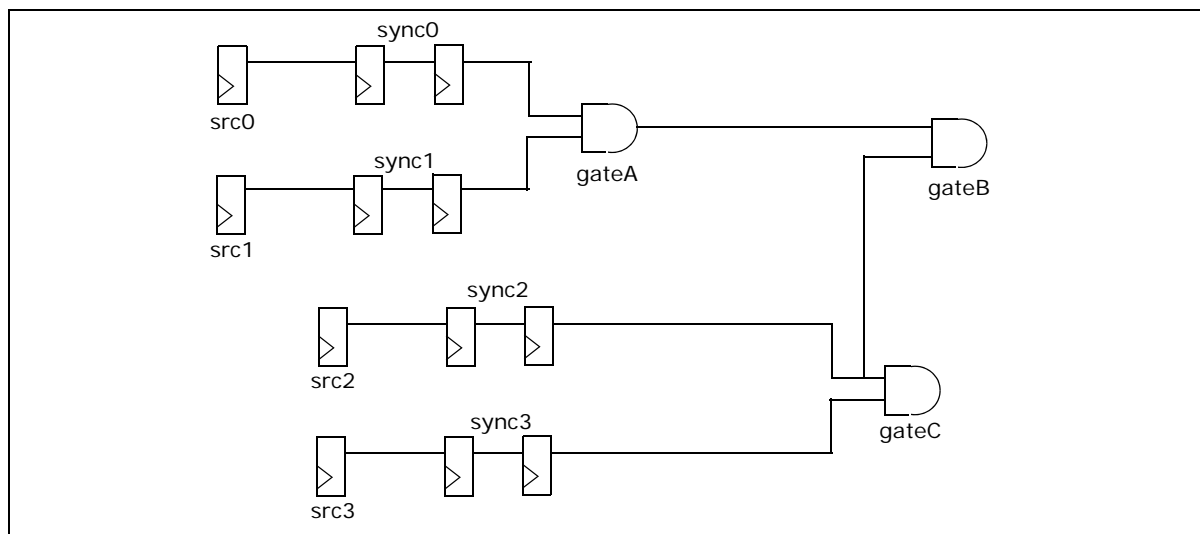 sync0
src0
sync1
gateA
gateB
src1
sync2
src2
sync3
gateC
src3